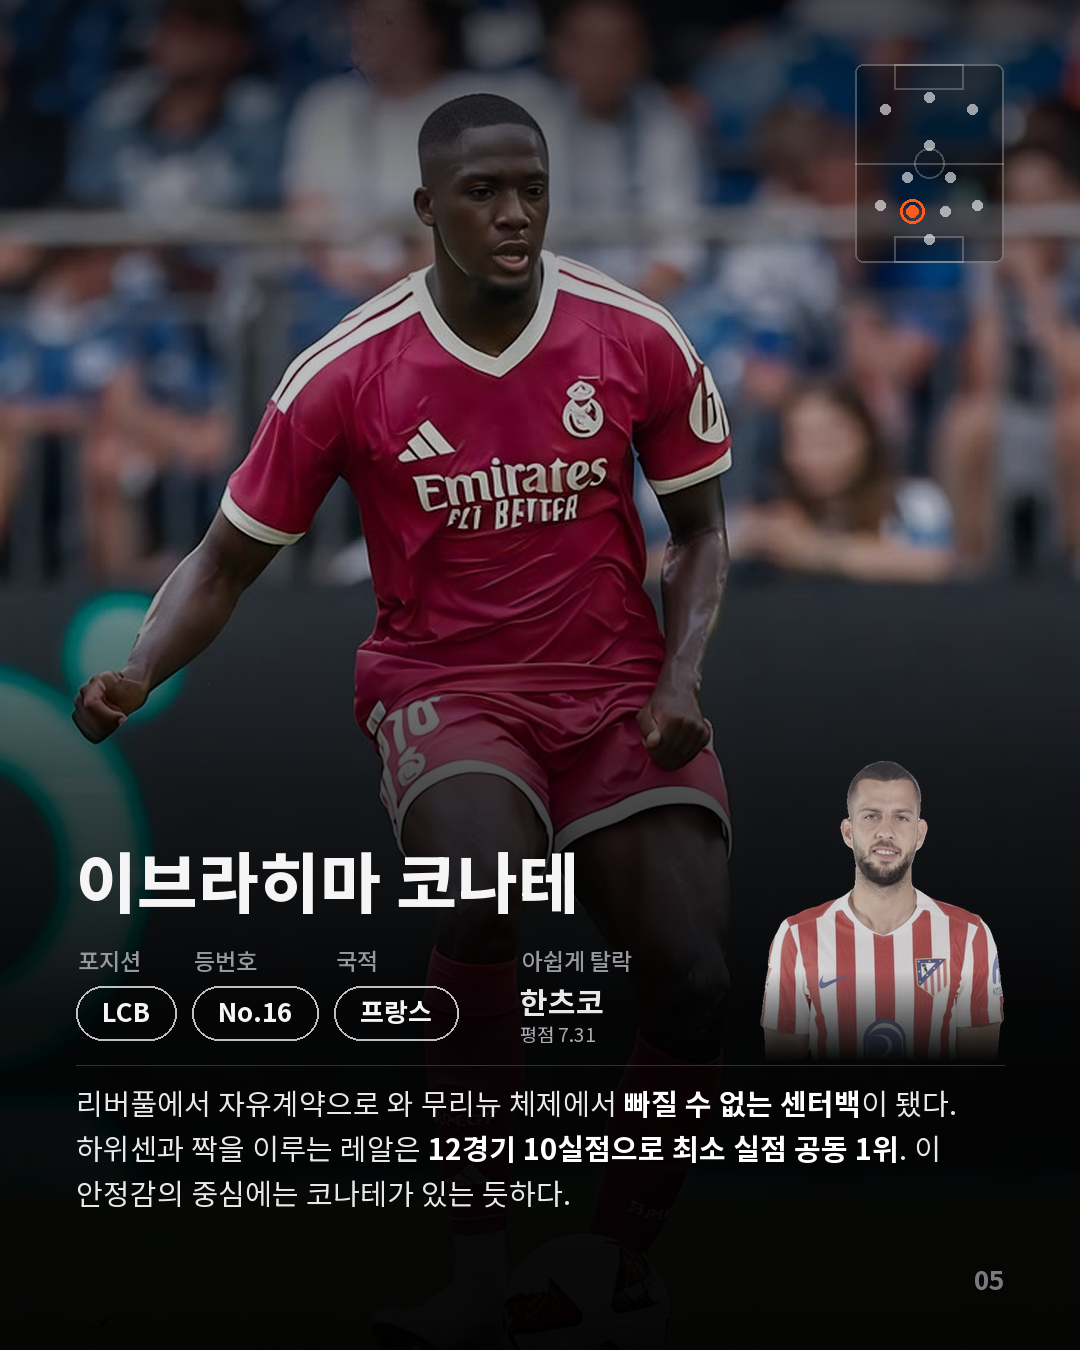 Emirates
FLY BETTER
이브라히마 코나테
포지션
등번호
국적
아쉽게 탈락
LCB
No.16
프랑스
한츠코
평점 7.31
리버풀에서 자유계약으로 와 무리뉴 체제에서 빠질 수 없는 센터백이 됐다.
하위센과 짝을 이루는 레알은 12경기 10실점으로 최소 실점 공동 1위. 이
안정감의 중심에는 코나테가 있는 듯하다.
05